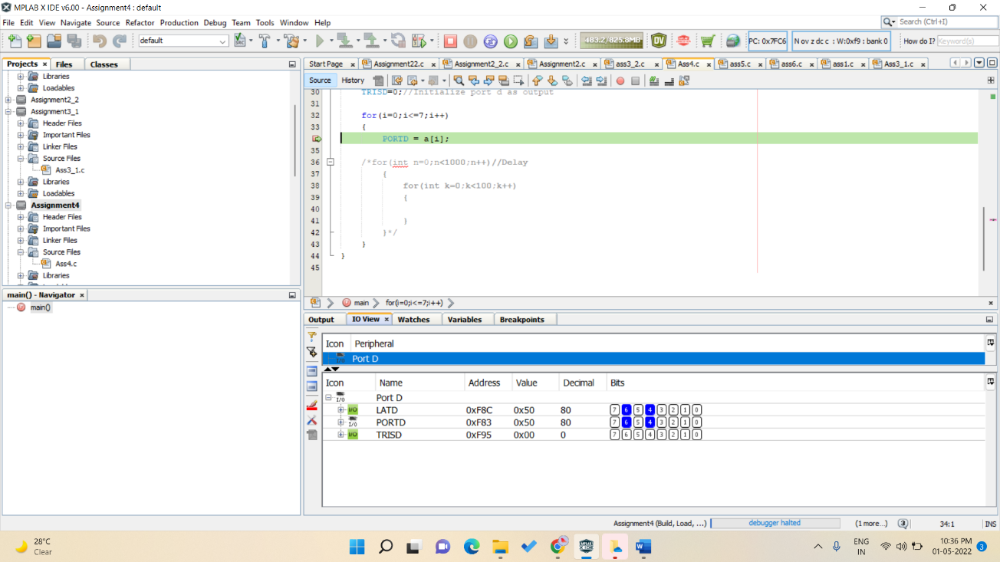 MPLAB X IDE v6.00 - Assignment4 : default
File Edit View Navigate Source Refactor Production Debug Team Tools Window Help
Search (Ctrl+I)
default
483.2/825.8MB
PC: 0x7FC6
N ov z dc c : W:0xf9 : bank 0
How do I?
Keyword(s)
Projects Files Classes
Libraries
Loadables
Assignment2_2
Assignment3_1
Header Files
Important Files
Linker Files
Source Files
Ass3_1.c
Libraries
Loadables
Assignment4
Header Files
Important Files
Linker Files
Source Files
Ass4.c
Libraries
main() - Navigator
main()
Start Page Assignment22.c Assignment2_2.c Assignment2.c ass3_2.c Ass4.c ass5.c ass6.c ass1.c Ass3_1.c
Source History
30 TRISD=0;//Initialize port d as output
31
32 for(i=0;i<=7;i++)
33 {
PORTD = a[i];
35
36 /*for(int n=0;n<1000;n++)//Delay
37 {
38 for(int k=0;k<100;k++)
39 {
40
41 }
42 }*/
43 }
44 }
45
main for(i=0;i<=7;i++)
Output IO View Watches Variables Breakpoints
Icon Peripheral
Port D
Icon Name Address Value Decimal Bits
Port D
LATD 0xF8C 0x50 80 7 6 5 4 3 2 1 0
PORTD 0xF83 0x50 80 7 6 5 4 3 2 1 0
TRISD 0xF95 0x00 0 7 6 5 4 3 2 1 0
Assignment4 (Build, Load, ...) debugger halted (1 more...) 3 34:1 INS
28°C
Clear
ENG
IN
10:36 PM
01-05-2022
3